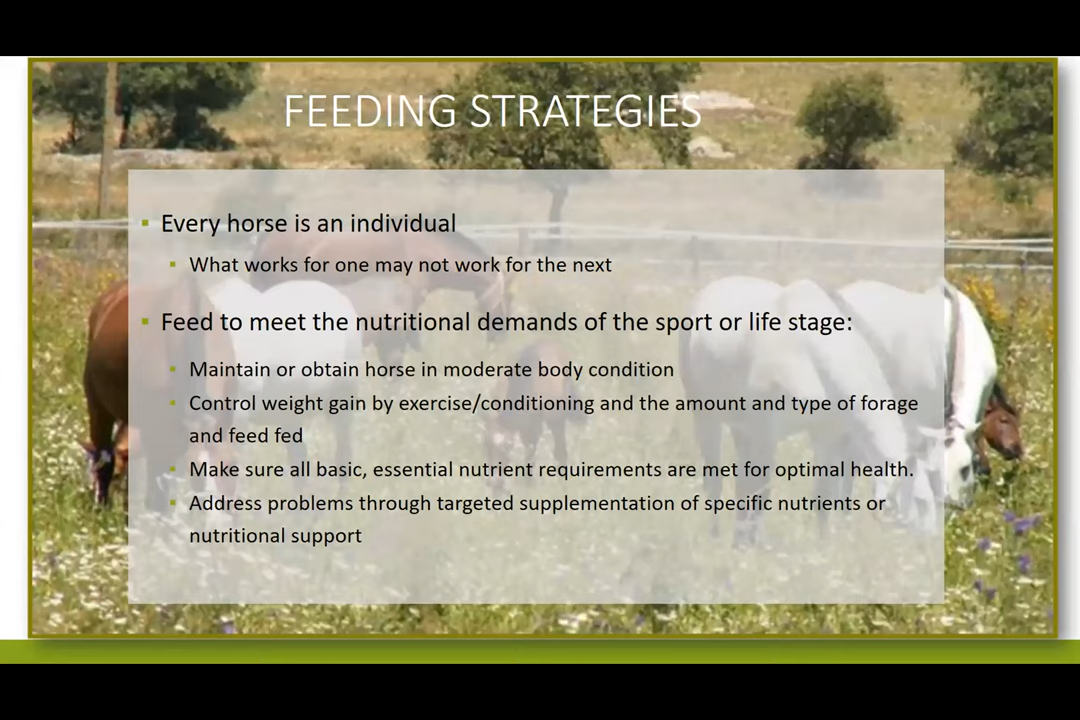 FEEDING STRATEGIES
Every horse is an individual
What works for one may not work for the next
Feed to meet the nutritional demands of the sport or life stage:
Maintain or obtain horse in moderate body condition
Control weight gain by exercise/conditioning and the amount and type of forage
and feed fed
Make sure all basic, essential nutrient requirements are met for optimal health.
Address problems through targeted supplementation of specific nutrients or
nutritional support